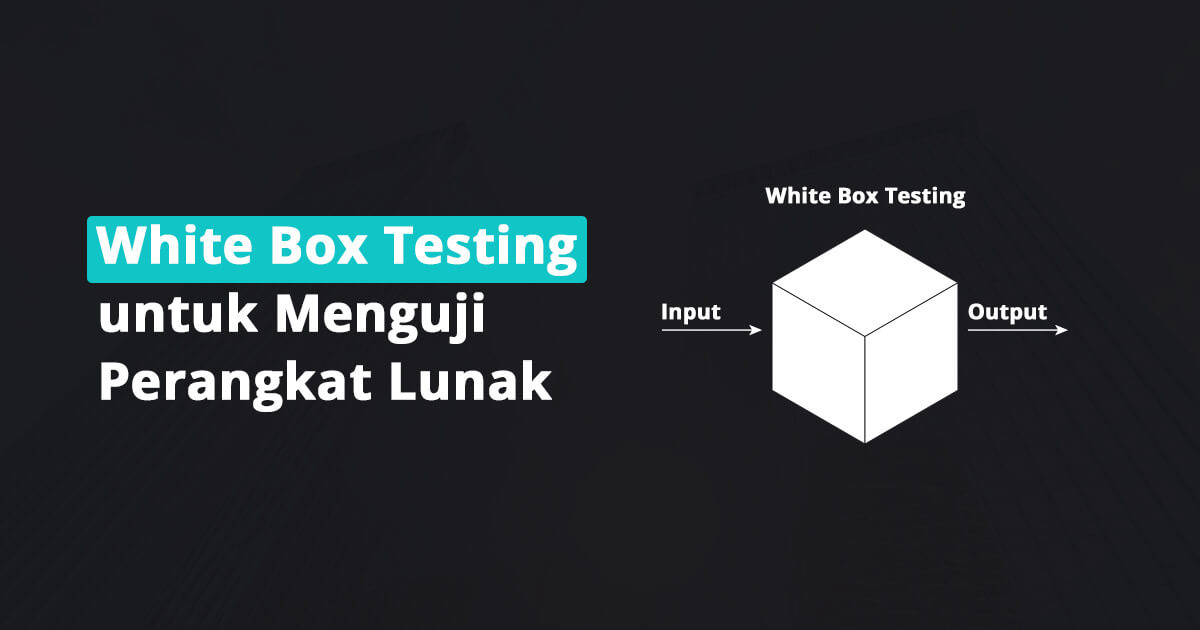 White Box Testing
untuk Menguji
Perangkat Lunak
White Box Testing
Input
Output